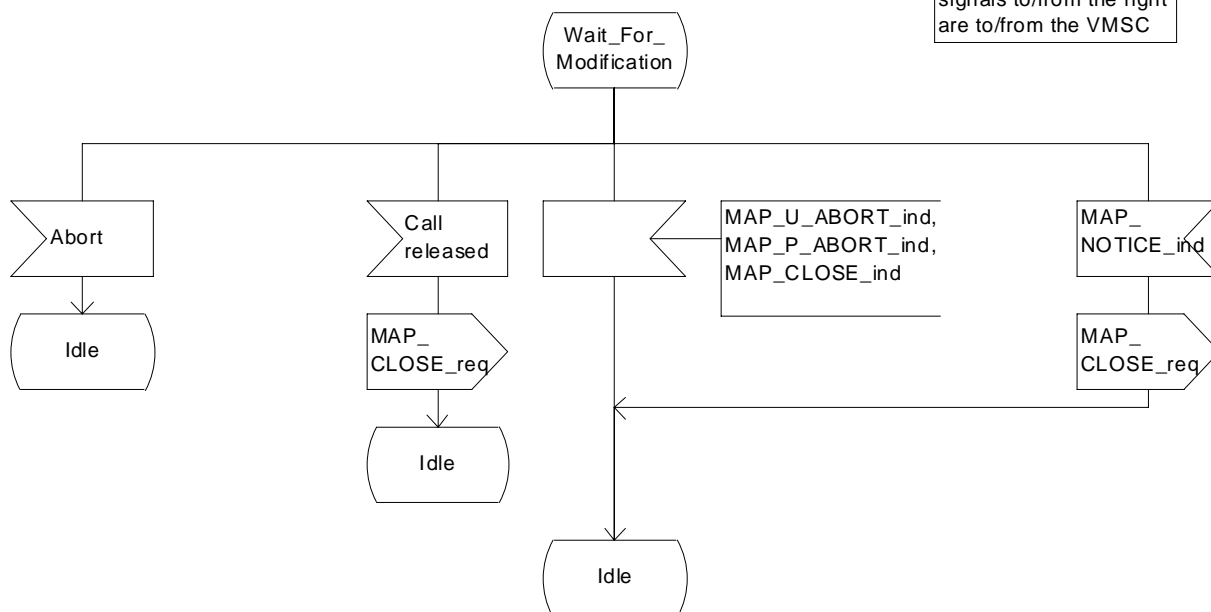 signals to/from the right
are to/from the VMSC
Wait_For_
Modification
Abort
Call
released
MAP_U_ABORT_ind,
MAP_P_ABORT_ind,
MAP_CLOSE_ind
MAP_
NOTICE_ind
Idle
MAP_
CLOSE_req
MAP_
CLOSE_req
Idle
Idle